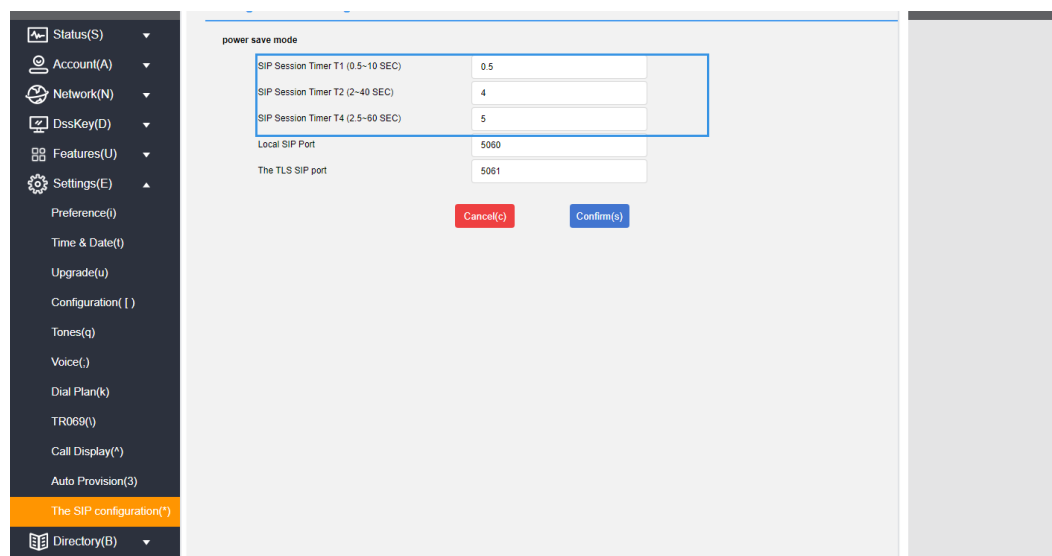 Status(S)
Account(A)
Network(N)
DssKey(D)
Features(U)
Settings(E)
Preference(i)
Time & Date(t)
Upgrade(u)
Configuration( [ )
Tones(q)
Voice(;)
Dial Plan(k)
TR069(\)
Call Display(^)
Auto Provision(3)
The SIP configuration(*)
Directory(B)
power save mode
SIP Session Timer T1 (0.5~10 SEC) 0.5
SIP Session Timer T2 (2~40 SEC) 4
SIP Session Timer T4 (2.5~60 SEC) 5
Local SIP Port 5060
The TLS SIP port 5061
Cancel(c) Confirm(s)